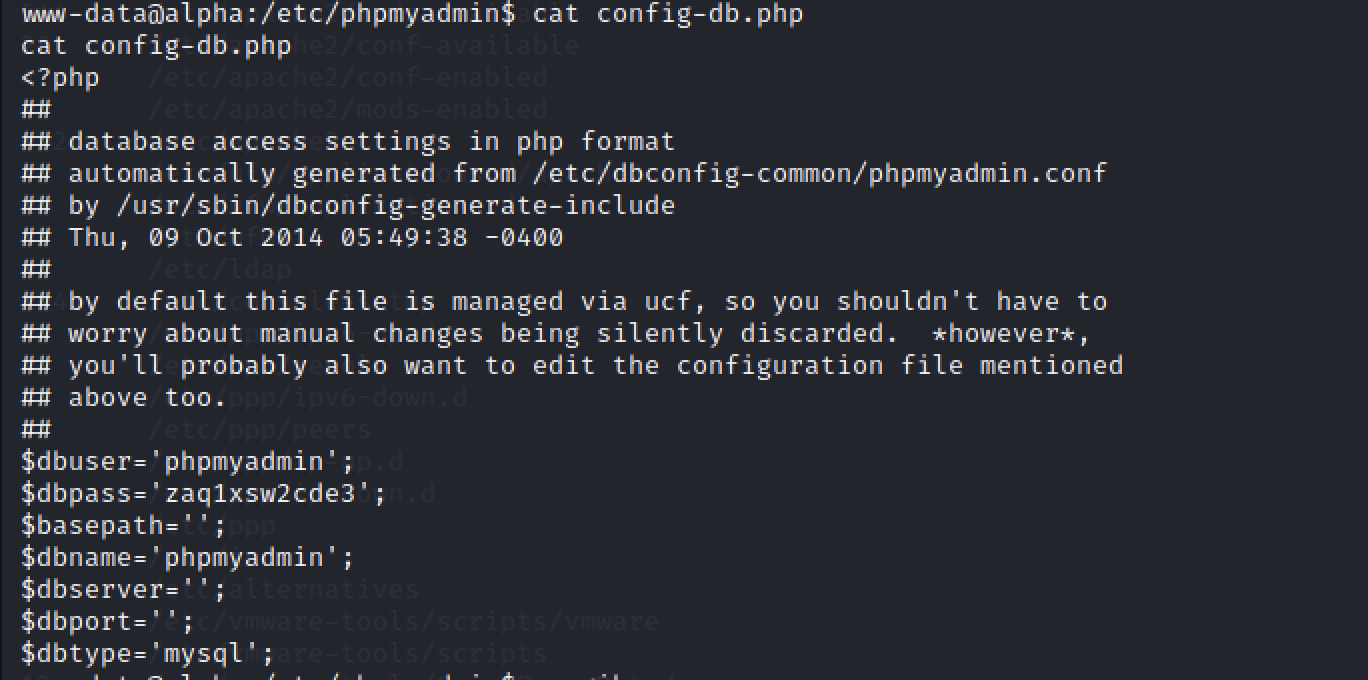 www-data@alpha:/etc/phpmyadmin$ cat config-db.php
cat config-db.php
<?php
##
## database access settings in php format
## automatically generated from /etc/dbconfig-common/phpmyadmin.conf
## by /usr/sbin/dbconfig-generate-include
## Thu, 09 Oct 2014 05:49:38 -0400
##
## by default this file is managed via ucf, so you shouldn't have to
## worry about manual changes being silently discarded.  *however*,
## you'll probably also want to edit the configuration file mentioned
## above too.
##
$dbuser='phpmyadmin';
$dbpass='zaq1xsw2cde3';
$basepath='';
$dbname='phpmyadmin';
$dbserver='';
$dbport='';
$dbtype='mysql';